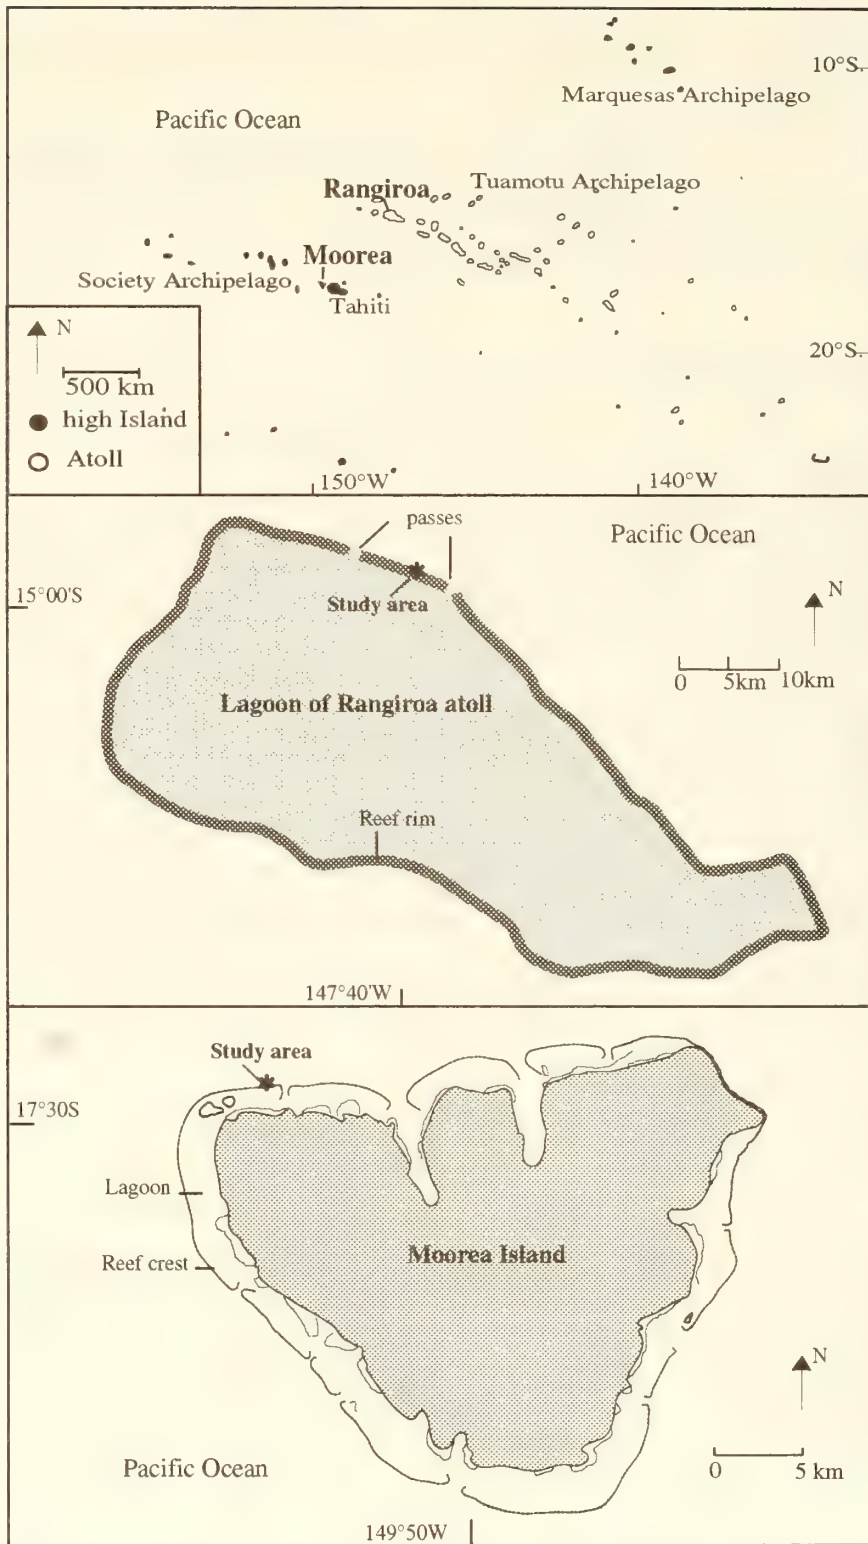 10°S.
Marquesas Archipelago
Pacific Ocean
Rangiroa
Tuamotu Archipelago
Moorea
Society Archipelago
Tahiti
N
20°S.
500 km
high Island
Atoll
150°W
140°W
passes
Pacific Ocean
Study area
15°00'S
N
0 5km 10km
Lagoon of Rangiroa atoll
Reef rim
147°40'W
Study area
17°30S
Lagoon
Reef crest
Moorea Island
N
0 5 km
Pacific Ocean
149°50W